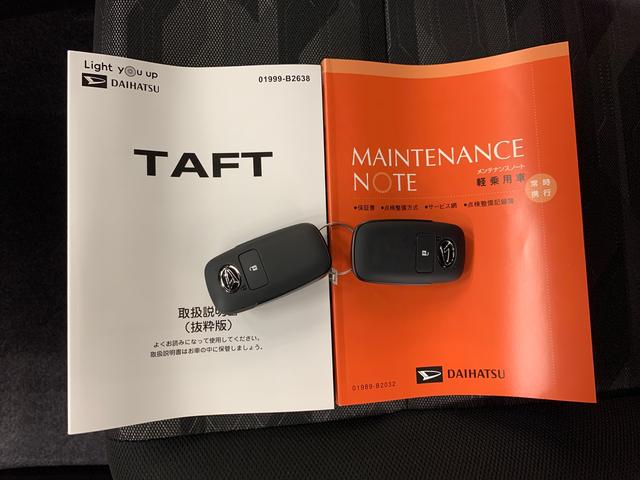 Light you up
DAIHATSU
01999-B2638
TAFT
取扱説明書
(抜粋版)
よくお読みになって使用してください。
取扱説明書はお車の中に保管しましょう。
MAINTENANCE
NOTE
メンテナンスノート
軽乗用車
常時
携行
●保証書 ●点検整備方式 ●サービス網 ●点検整備記録簿
01989-B2032
DAIHATSU